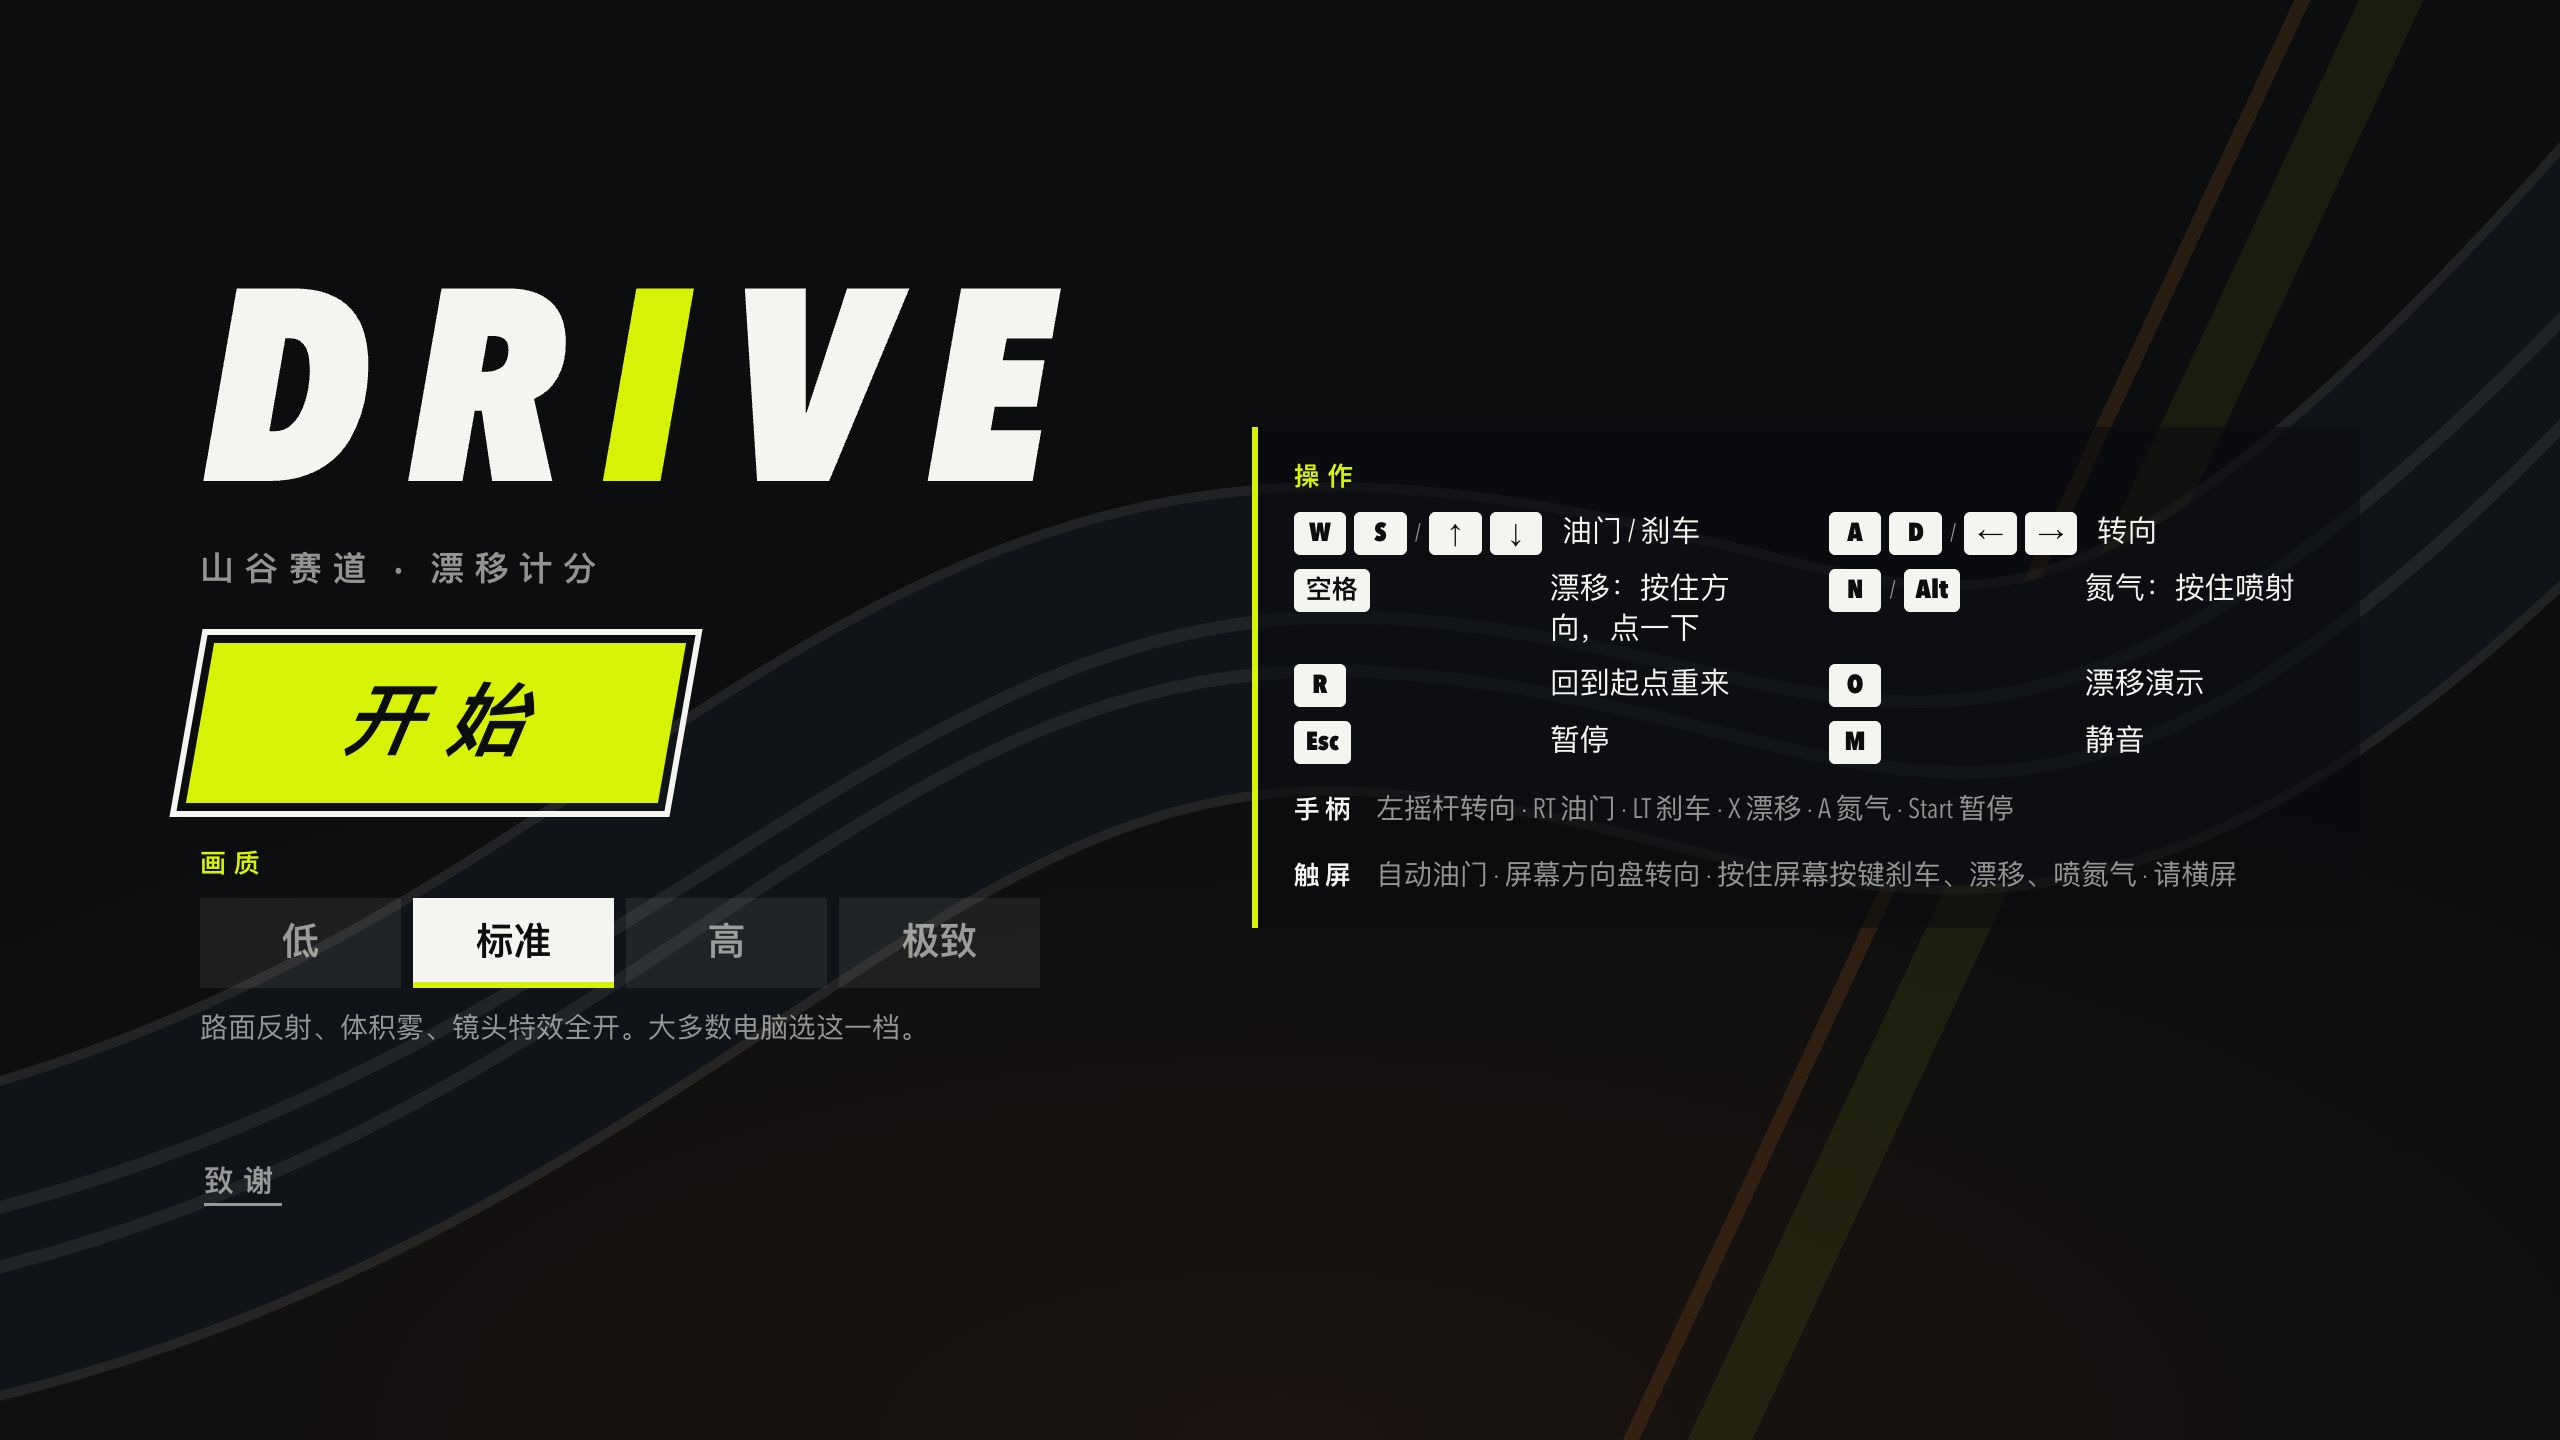 DRIVE
山谷赛道 · 漂移计分
开始
画质
低 标准 高 极致
路面反射、体积雾、镜头特效全开。大多数电脑选这一档。
致谢
操作
W S / ↑ ↓ 油门 / 刹车 A D / ← → 转向
空格 漂移：按住方向，点一下 N / Alt 氮气：按住喷射
R 回到起点重来 O 漂移演示
Esc 暂停 M 静音
手柄 左摇杆转向 · RT 油门 · LT 刹车 · X 漂移 · A 氮气 · Start 暂停
触屏 自动油门 · 屏幕方向盘转向 · 按住屏幕按键刹车、漂移、喷氮气 · 请横屏